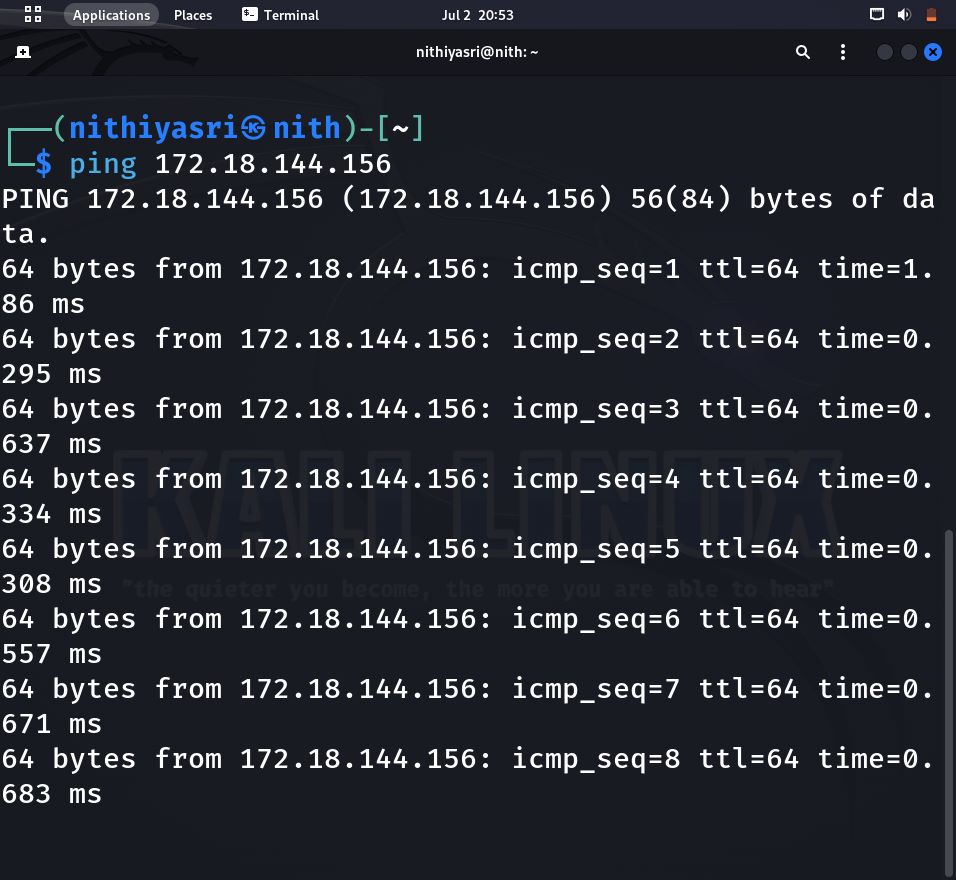 Applications Places Terminal Jul 2 20:53
nithiyasri@nith: ~
(nithiyasri㉿nith)-[~]
$ ping 172.18.144.156
PING 172.18.144.156 (172.18.144.156) 56(84) bytes of da
ta.
64 bytes from 172.18.144.156: icmp_seq=1 ttl=64 time=1.
86 ms
64 bytes from 172.18.144.156: icmp_seq=2 ttl=64 time=0.
295 ms
64 bytes from 172.18.144.156: icmp_seq=3 ttl=64 time=0.
637 ms
64 bytes from 172.18.144.156: icmp_seq=4 ttl=64 time=0.
334 ms
64 bytes from 172.18.144.156: icmp_seq=5 ttl=64 time=0.
308 ms
64 bytes from 172.18.144.156: icmp_seq=6 ttl=64 time=0.
557 ms
64 bytes from 172.18.144.156: icmp_seq=7 ttl=64 time=0.
671 ms
64 bytes from 172.18.144.156: icmp_seq=8 ttl=64 time=0.
683 ms
KALI LINUX
"the quieter you become, the more you are able to hear"